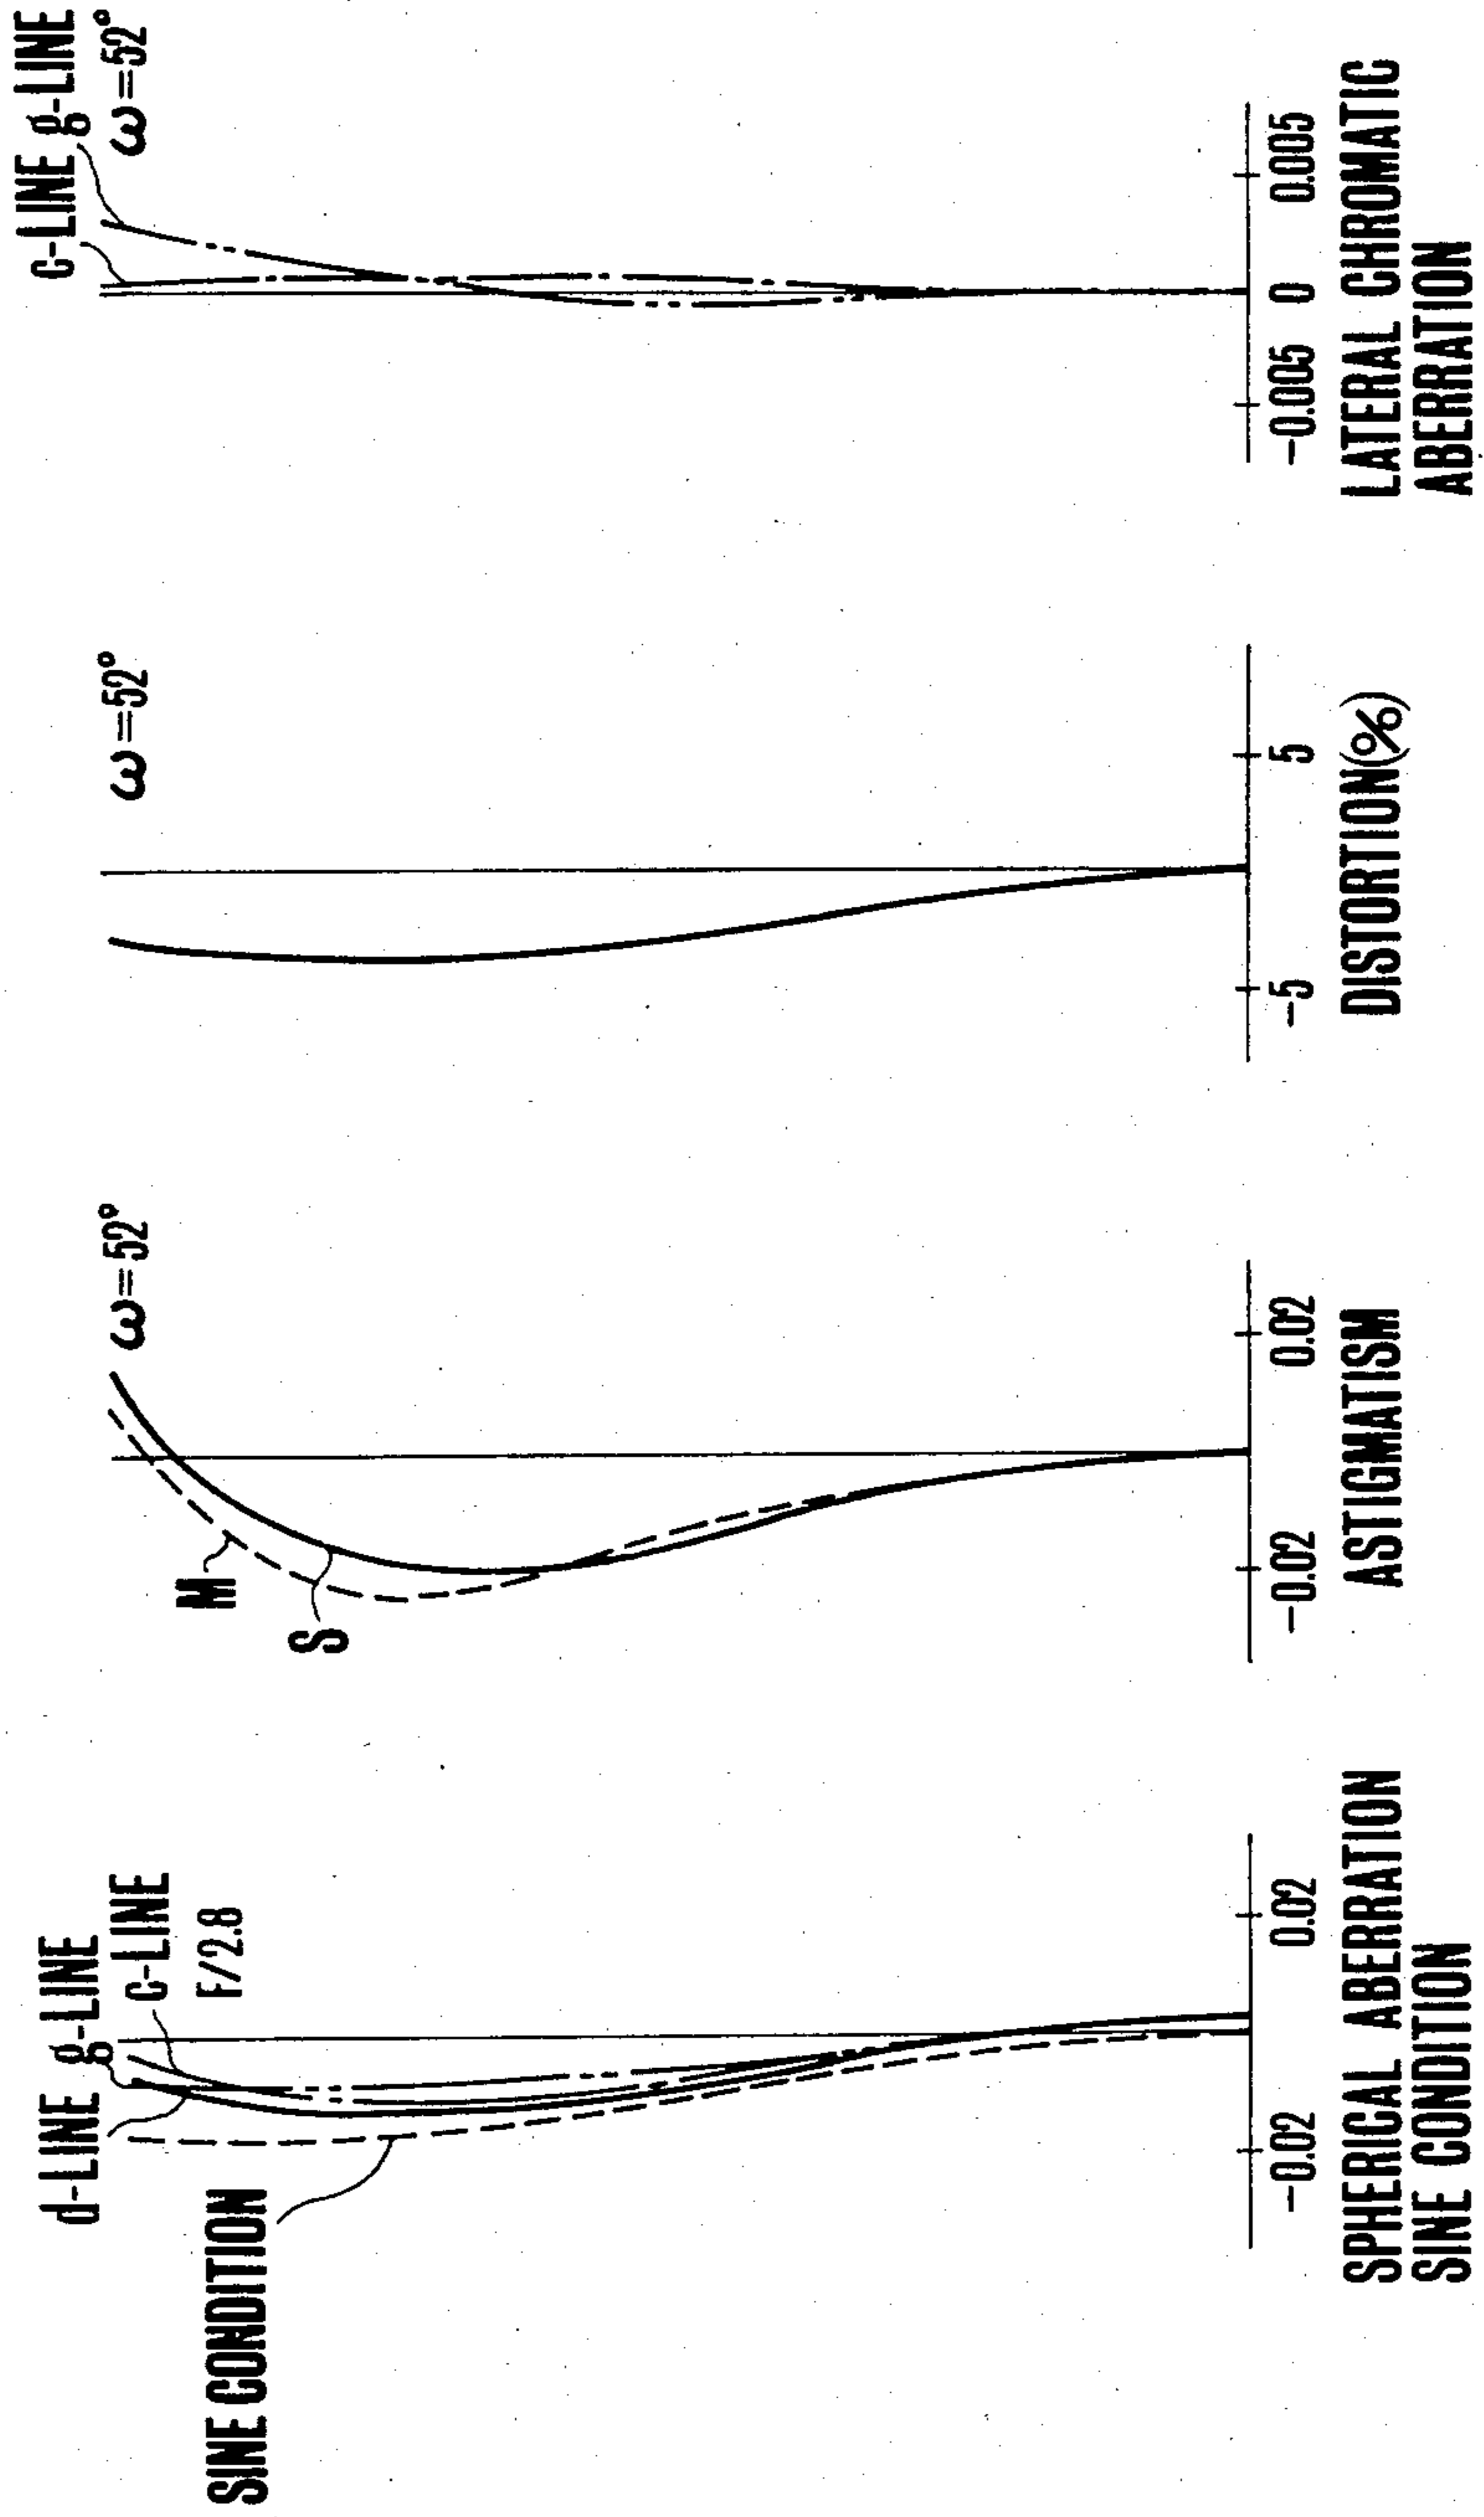 SINE CONDITION
d-LINE
g-LINE
C-LINE
F/2.8
-0.02
0.02
SPHERICAL ABERRATION
SINE CONDITION
M
S
ω=52°
-0.02
0.02
ASTIGMATISM
ω=52°
-5
5
DISTORTION(%)
C-LINE
g-LINE
ω=52°
-0.005
0
0.005
LATERAL CHROMATIC
ABERRATION